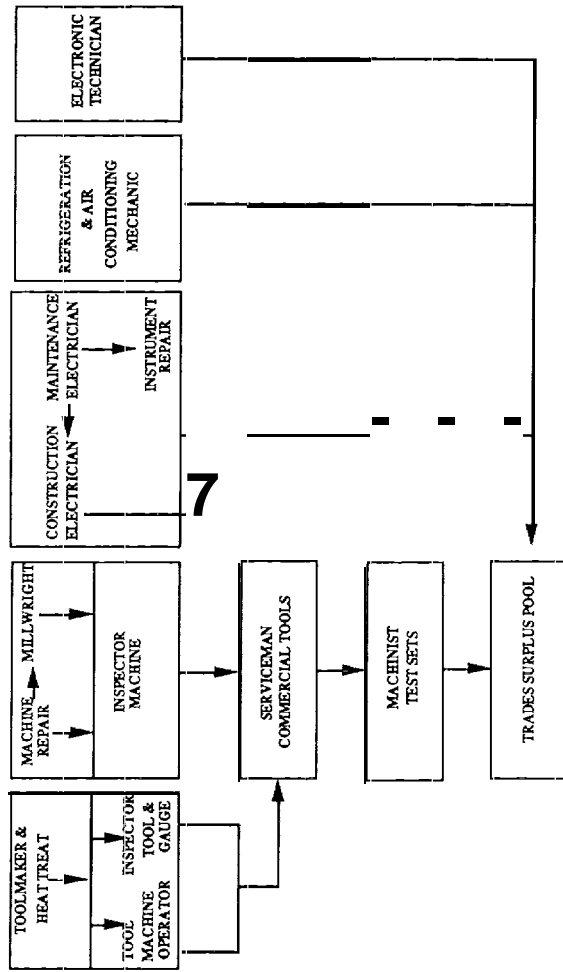 TOOLMAKER &
HEAT TREAT
TOOL
MACHINE
OPERATOR
INSPECTOR
TOOL &
GAUGE
MACHINE
REPAIR
MILLWRIGHT
INSPECTOR
MACHINE
CONSTRUCTION
ELECTRICIAN
MAINTENANCE
ELECTRICIAN
INSTRUMENT
REPAIR
REFRIGERATION
& AIR
CONDITIONING
MECHANIC
ELECTRONIC
TECHNICIAN
7
SERVICEMAN
COMMERCIAL TOOLS
MACHINIST
TEST SETS
TRADES SURPLUS POOL